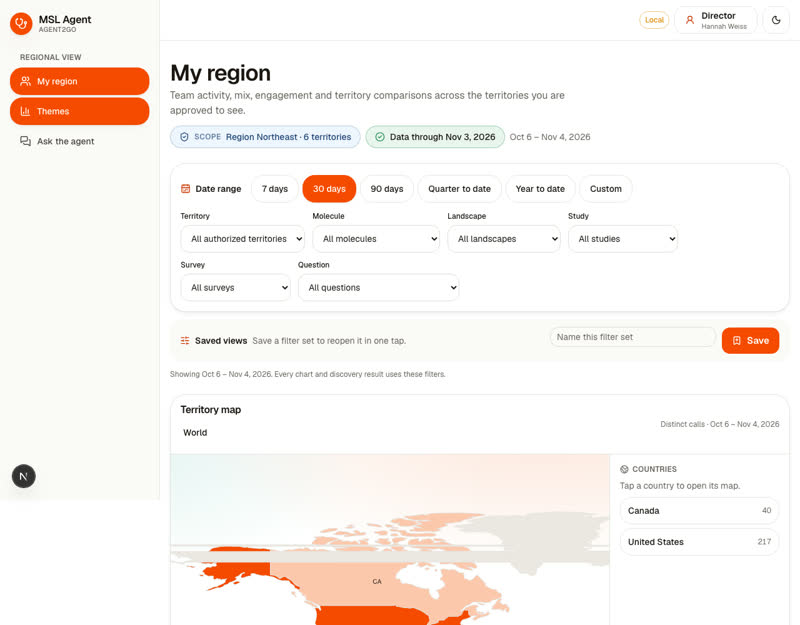 MSL Agent
AGENT2GO
REGIONAL VIEW
My region
Themes
Ask the agent
N
Local
Director
Hannah Weiss
My region
Team activity, mix, engagement and territory comparisons across the territories you are
approved to see.
SCOPE Region Northeast · 6 territories
Data through Nov 3, 2026
Oct 6 – Nov 4, 2026
Date range
7 days
30 days
90 days
Quarter to date
Year to date
Custom
Territory
Molecule
Landscape
Study
All authorized territories
All molecules
All landscapes
All studies
Survey
Question
All surveys
All questions
Saved views Save a filter set to reopen it in one tap.
Name this filter set
Save
Showing Oct 6 – Nov 4, 2026. Every chart and discovery result uses these filters.
Territory map
World
Distinct calls · Oct 6 – Nov 4, 2026
CA
COUNTRIES
Tap a country to open its map.
Canada 40
United States 217